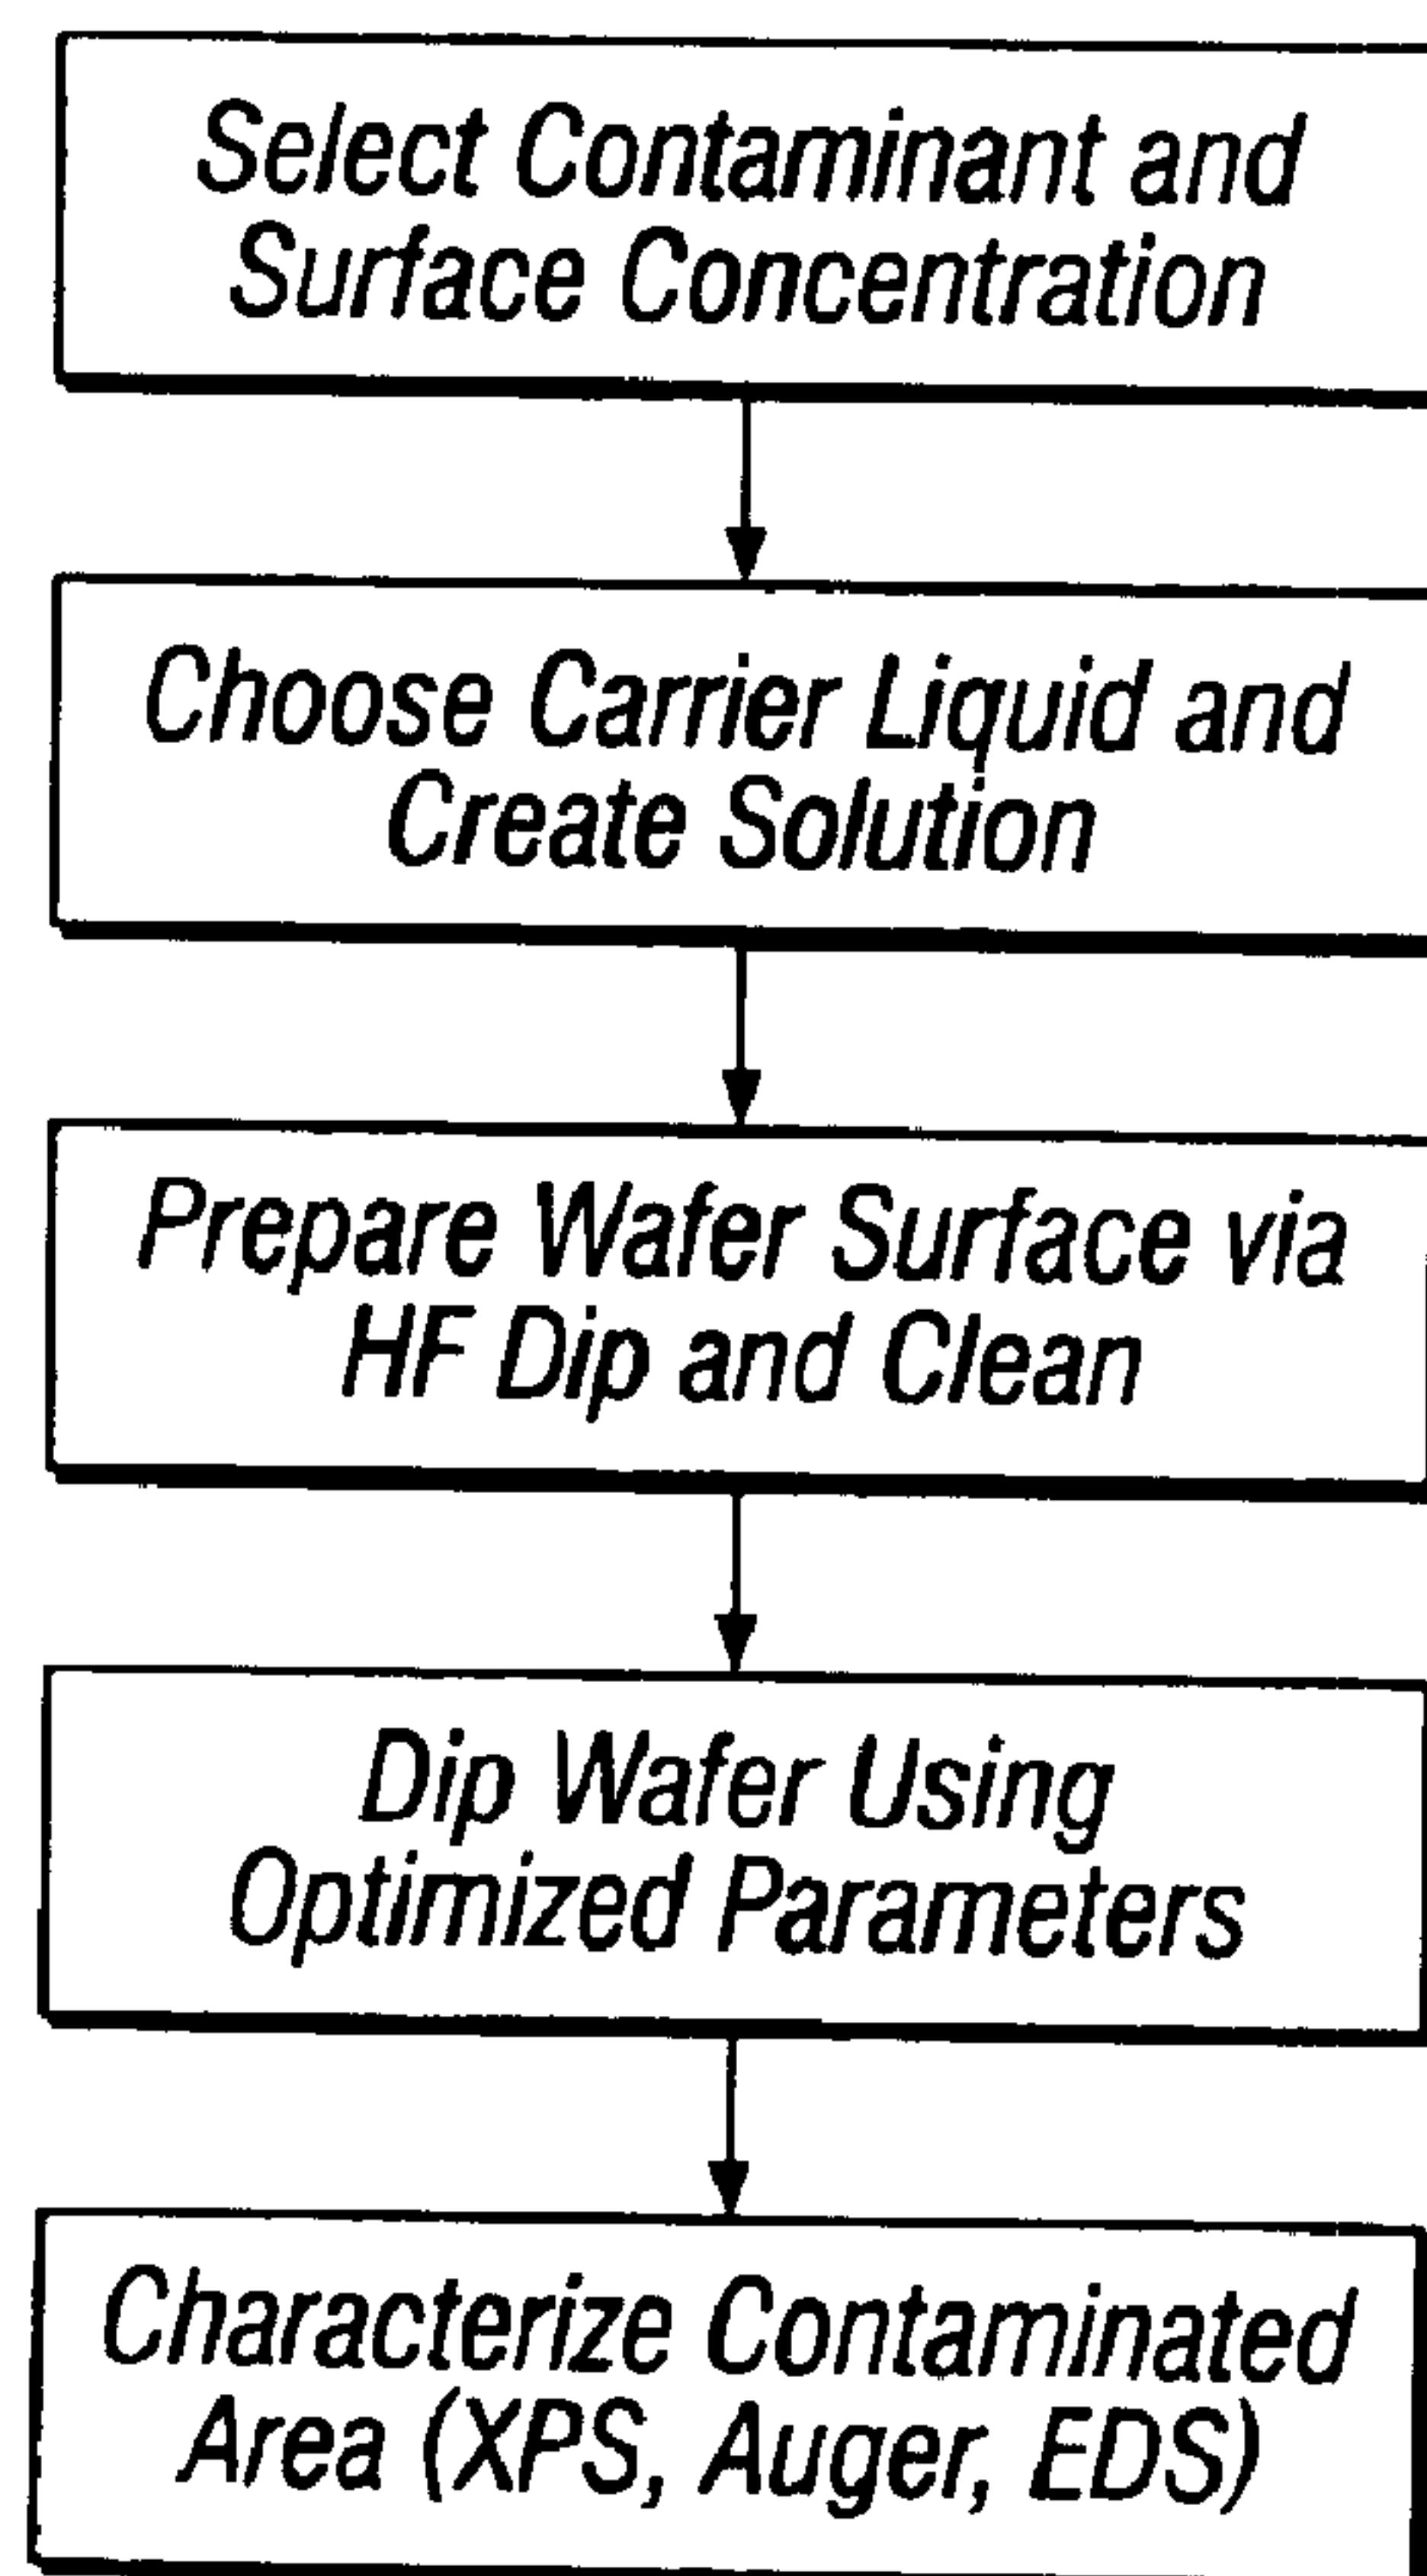 Select Contaminant and
Surface Concentration
Choose Carrier Liquid and
Create Solution
Prepare Wafer Surface via
HF Dip and Clean
Dip Wafer Using
Optimized Parameters
Characterize Contaminated
Area (XPS, Auger, EDS)